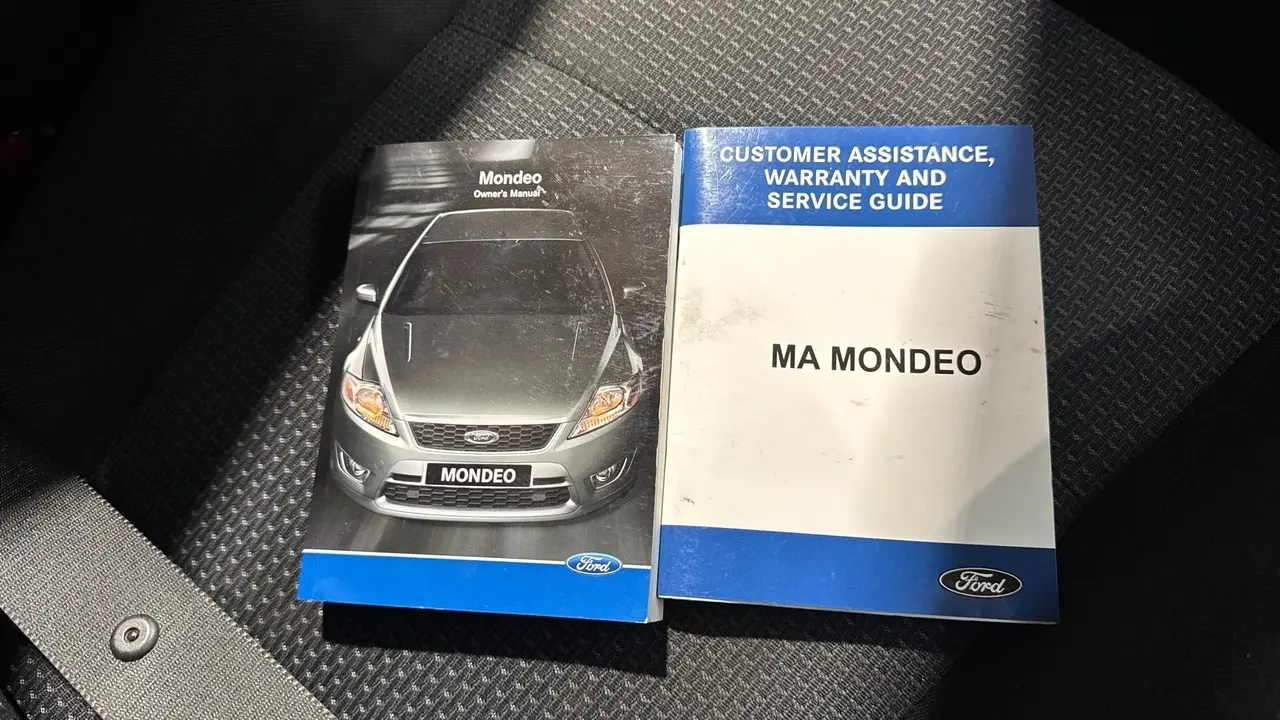 Mondeo
Owner's Manual
Ford
MONDEO
Ford
CUSTOMER ASSISTANCE,
WARRANTY AND
SERVICE GUIDE
MA MONDEO
Ford